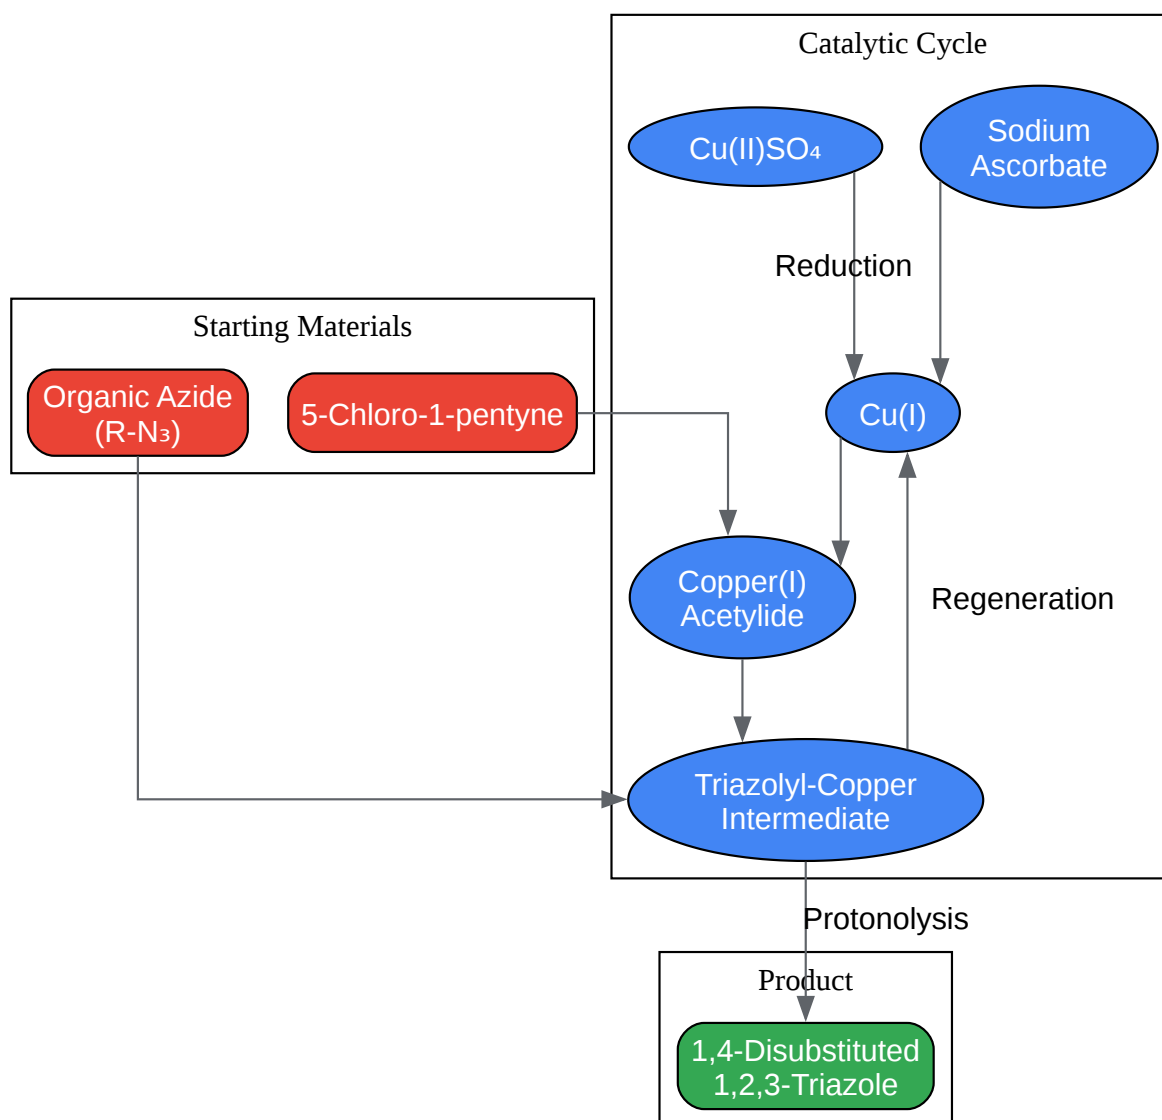 Catalytic Cycle
Cu(II)SO₄
Sodium
Ascorbate
Reduction
Starting Materials
Organic Azide
(R-N₃)
5-Chloro-1-pentyne
Cu(I)
Copper(I)
Acetylide
Regeneration
Triazolyl-Copper
Intermediate
Protonolysis
Product
1,4-Disubstituted
1,2,3-Triazole